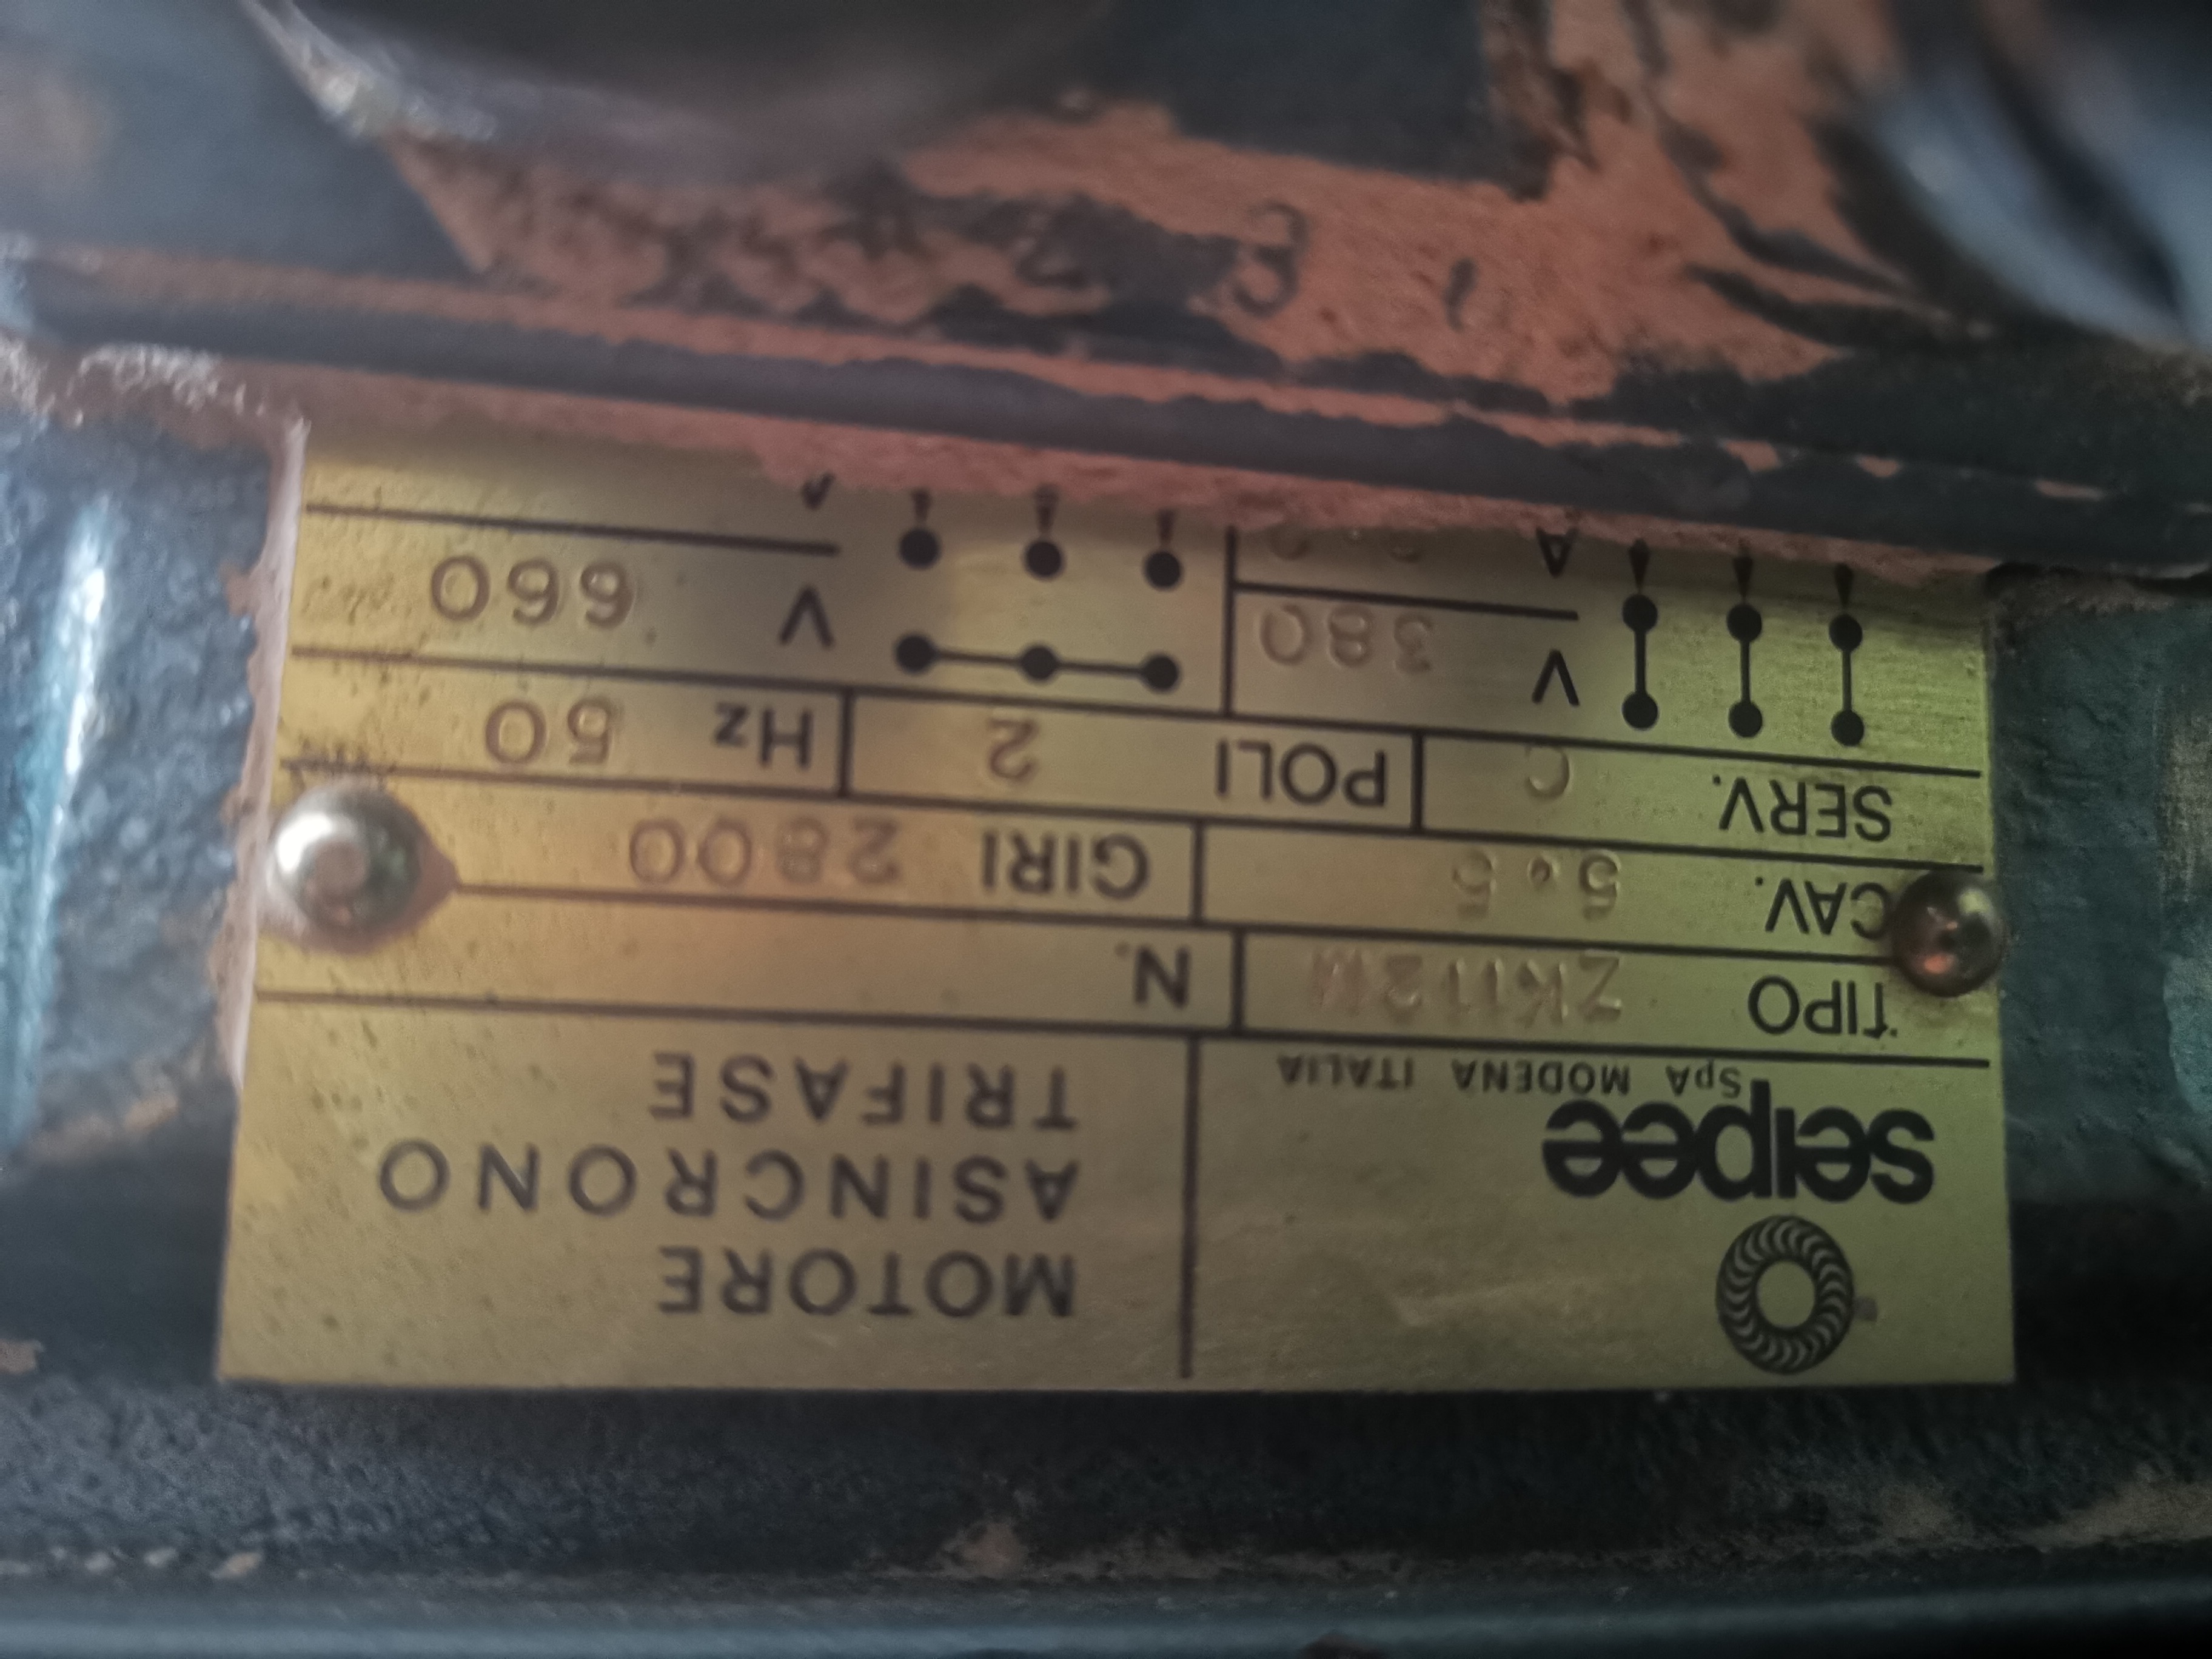 seipee
SpA MODENA ITALIA
MOTORE
ASINCRONO
TRIFASE
TIPO ZK112M N.
CAV. 5.5 GIRI 2800
SERV. C POLI 2 Hz 50
V 380 V 660
A A